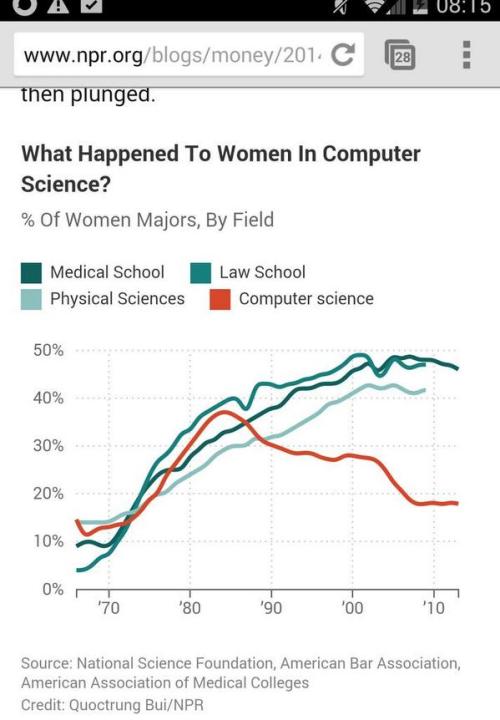 08:15
www.npr.org/blogs/money/201
28
then plunged.
What Happened To Women In Computer
Science?
% Of Women Majors, By Field
Medical School Law School
Physical Sciences Computer science
50%
40%
30%
20%
10%
0%
'70 '80 '90 '00 '10
Source: National Science Foundation, American Bar Association,
American Association of Medical Colleges
Credit: Quoctrung Bui/NPR